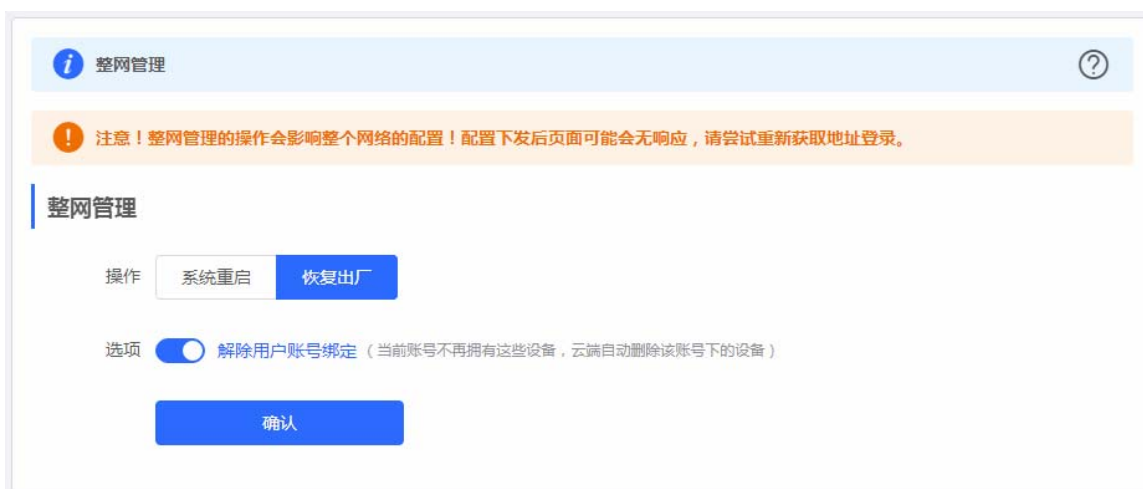 整网管理
注意！整网管理的操作会影响整个网络的配置！配置下发后页面可能会无响应，请尝试重新获取地址登录。
整网管理
操作 系统重启 恢复出厂
选项 解除用户账号绑定（当前账号不再拥有这些设备，云端自动删除该账号下的设备）
确认